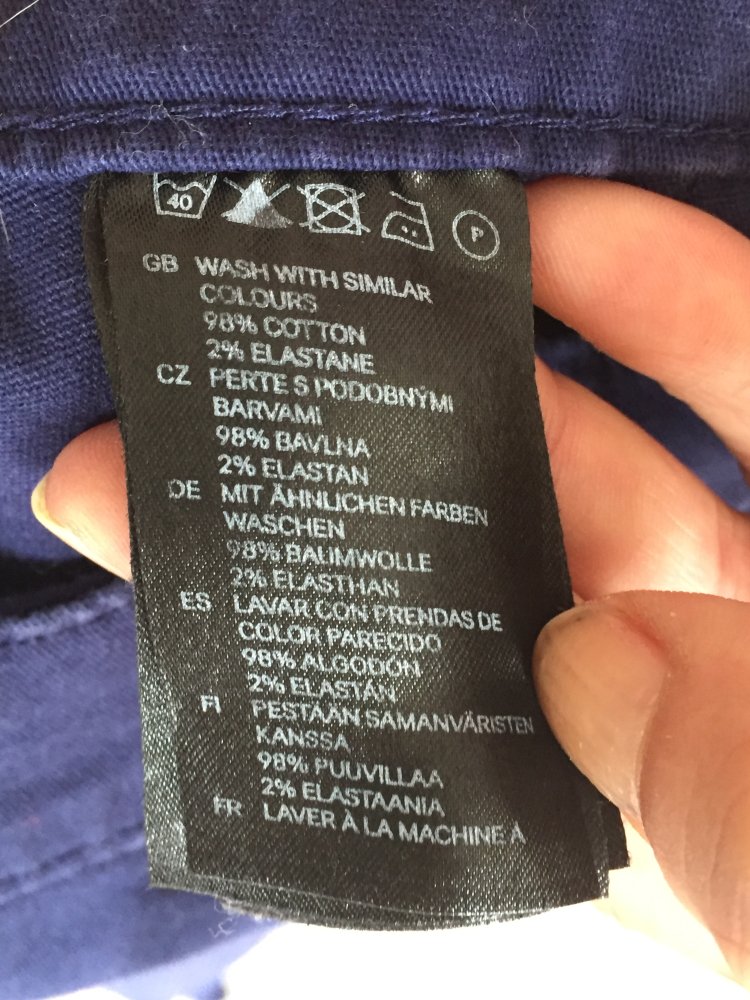 40 P
GB WASH WITH SIMILAR
COLOURS
98% COTTON
2% ELASTANE
CZ PERTE S PODOBNÝMI
BARVAMI
98% BAVLNA
2% ELASTAN
DE MIT ÄHNLICHEN FARBEN
WASCHEN
98% BAUMWOLLE
2% ELASTHAN
ES LAVAR CON PRENDAS DE
COLOR PARECIDO
98% ALGODÓN
2% ELASTÁN
FI PESTÄÄN SAMANVÄRISTEN
KANSSA
98% PUUVILLAA
2% ELASTAANIA
FR LAVER À LA MACHINE À